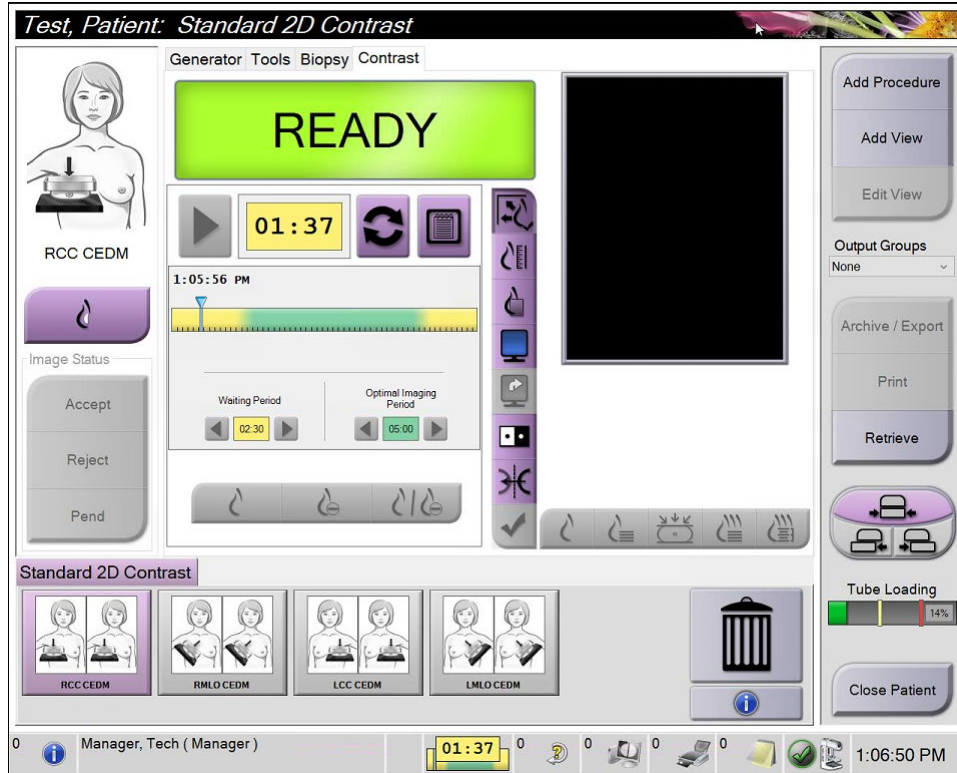 Test, Patient: Standard 2D Contrast
Generator Tools Biopsy Contrast
READY
RCC CEDM
01:37
1:05:56 PM
Waiting Period
Optimal Imaging
Period
02:30
05:00
Image Status
Accept
Reject
Pend
Add Procedure
Add View
Edit View
Output Groups
None
Archive / Export
Print
Retrieve
Tube Loading
14%
Close Patient
Standard 2D Contrast
RCC CEDM
RMLO CEDM
LCC CEDM
LMLO CEDM
0
Manager, Tech ( Manager )
01:37
0
0
0
0
1:06:50 PM